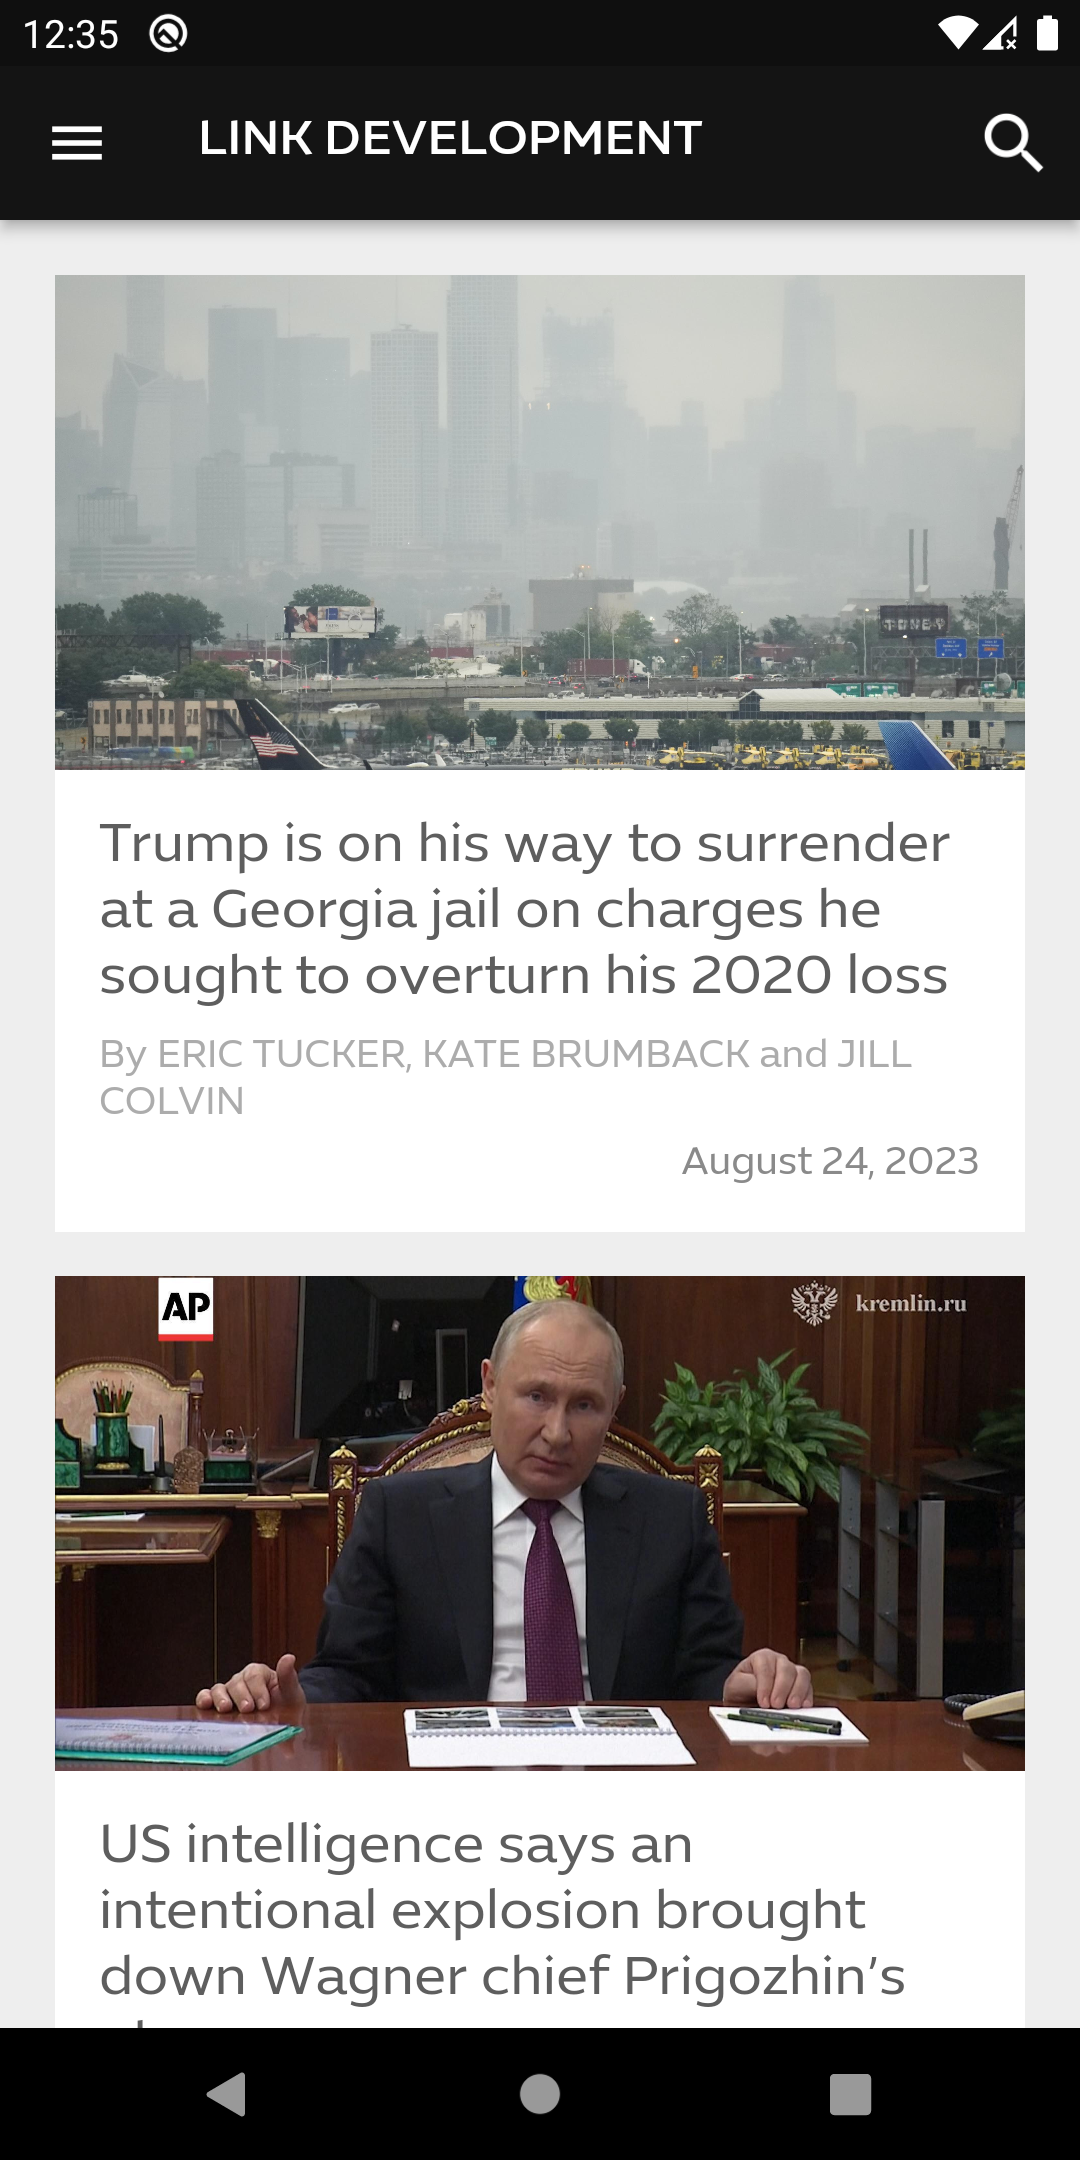 12:35
LINK DEVELOPMENT
Trump is on his way to surrender
at a Georgia jail on charges he
sought to overturn his 2020 loss
By ERIC TUCKER, KATE BRUMBACK and JILL
COLVIN
August 24, 2023
AP
kremlin.ru
US intelligence says an
intentional explosion brought
down Wagner chief Prigozhin’s